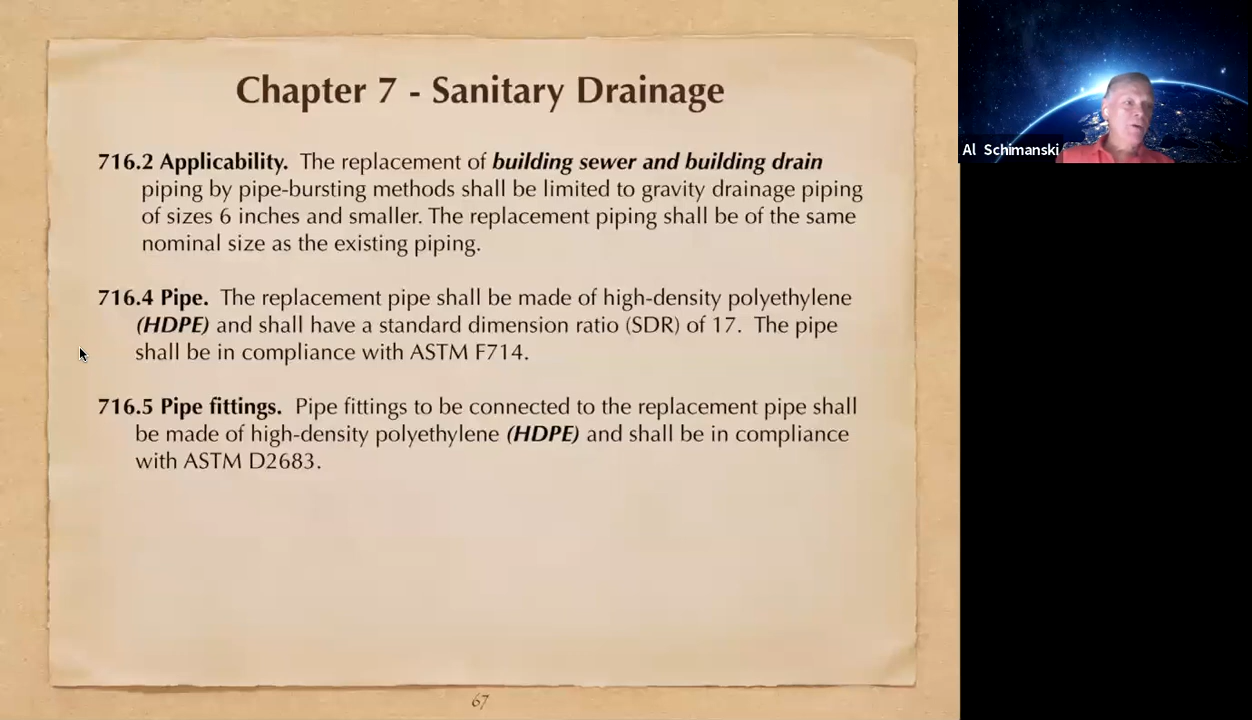 Chapter 7 - Sanitary Drainage
716.2 Applicability. The replacement of building sewer and building drain
piping by pipe-bursting methods shall be limited to gravity drainage piping
of sizes 6 inches and smaller. The replacement piping shall be of the same
nominal size as the existing piping.
716.4 Pipe. The replacement pipe shall be made of high-density polyethylene
(HDPE) and shall have a standard dimension ratio (SDR) of 17. The pipe
shall be in compliance with ASTM F714.
716.5 Pipe fittings. Pipe fittings to be connected to the replacement pipe shall
be made of high-density polyethylene (HDPE) and shall be in compliance
with ASTM D2683.
67
Al Schimanski